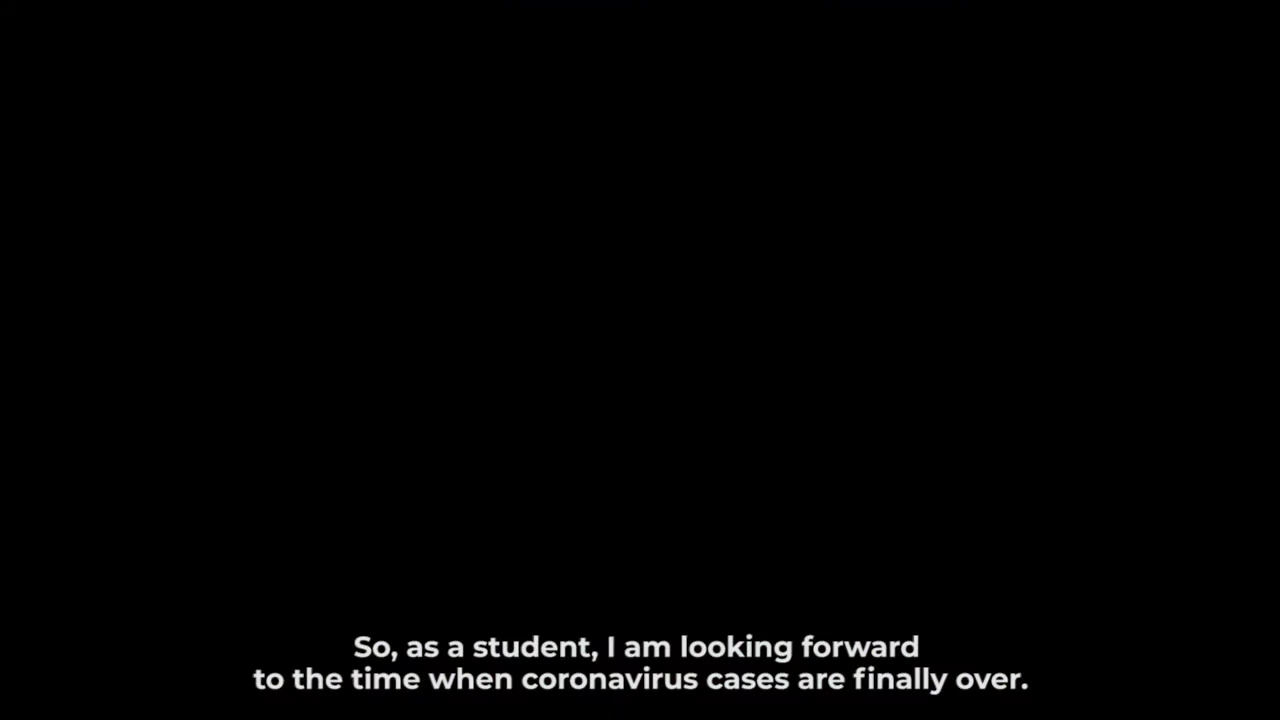 So, as a student, I am looking forward
to the time when coronavirus cases are finally over.